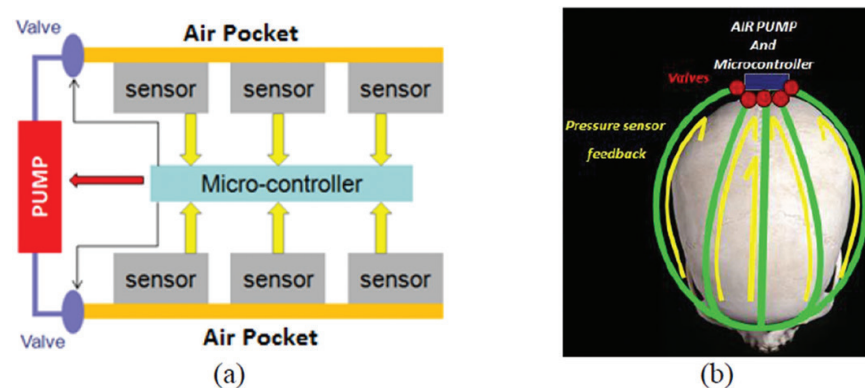 Valve
Air Pocket
sensor sensor sensor
PUMP
Micro-controller
sensor sensor sensor
Valve
Air Pocket
(a)
AIR PUMP
And
Microcontroller
Valves
Pressure sensor
feedback
(b)